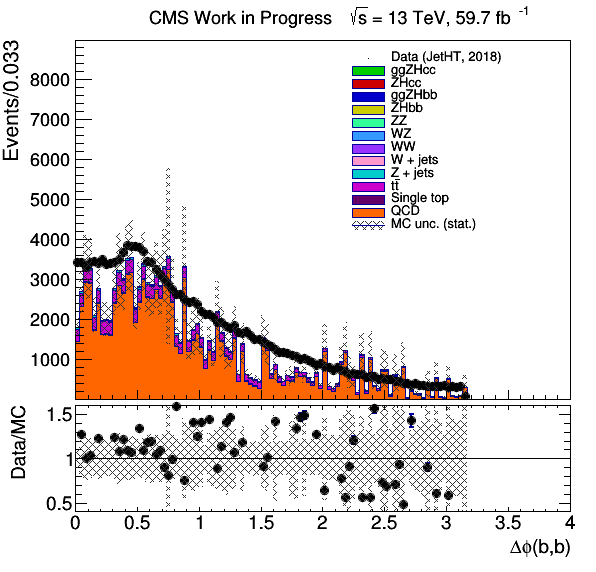 CMS Work in Progress √s = 13 TeV, 59.7 fb⁻¹
Events/0.033
8000
7000
6000
5000
4000
3000
2000
1000
Data (JetHT, 2018)
ggZHcc
ZHcc
ggZHbb
ZHbb
ZZ
WZ
WW
W + jets
Z + jets
tt̄
Single top
QCD
MC unc. (stat.)
Data/MC
1.5
1
0.5
0 0.5 1 1.5 2 2.5 3 3.5 4
Δϕ(b,b)